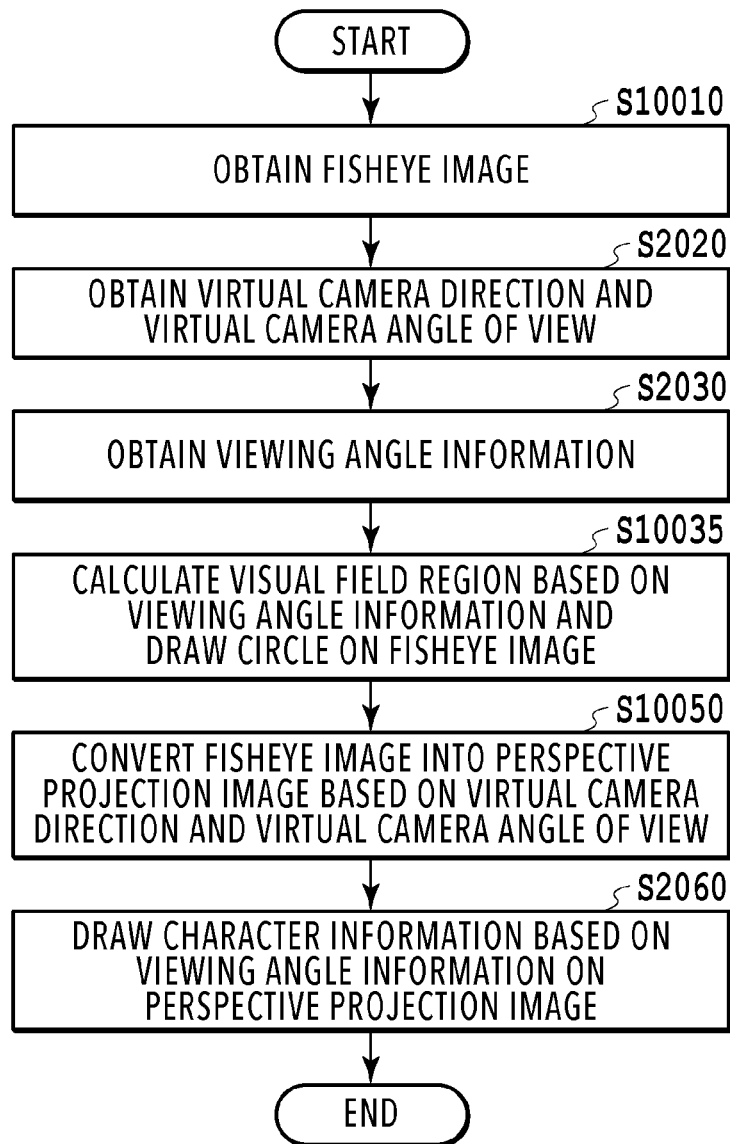 START
S10010
OBTAIN FISHEYE IMAGE
S2020
OBTAIN VIRTUAL CAMERA DIRECTION AND
VIRTUAL CAMERA ANGLE OF VIEW
S2030
OBTAIN VIEWING ANGLE INFORMATION
S10035
CALCULATE VISUAL FIELD REGION BASED ON
VIEWING ANGLE INFORMATION AND
DRAW CIRCLE ON FISHEYE IMAGE
S10050
CONVERT FISHEYE IMAGE INTO PERSPECTIVE
PROJECTION IMAGE BASED ON VIRTUAL CAMERA
DIRECTION AND VIRTUAL CAMERA ANGLE OF VIEW
S2060
DRAW CHARACTER INFORMATION BASED ON
VIEWING ANGLE INFORMATION ON
PERSPECTIVE PROJECTION IMAGE
END